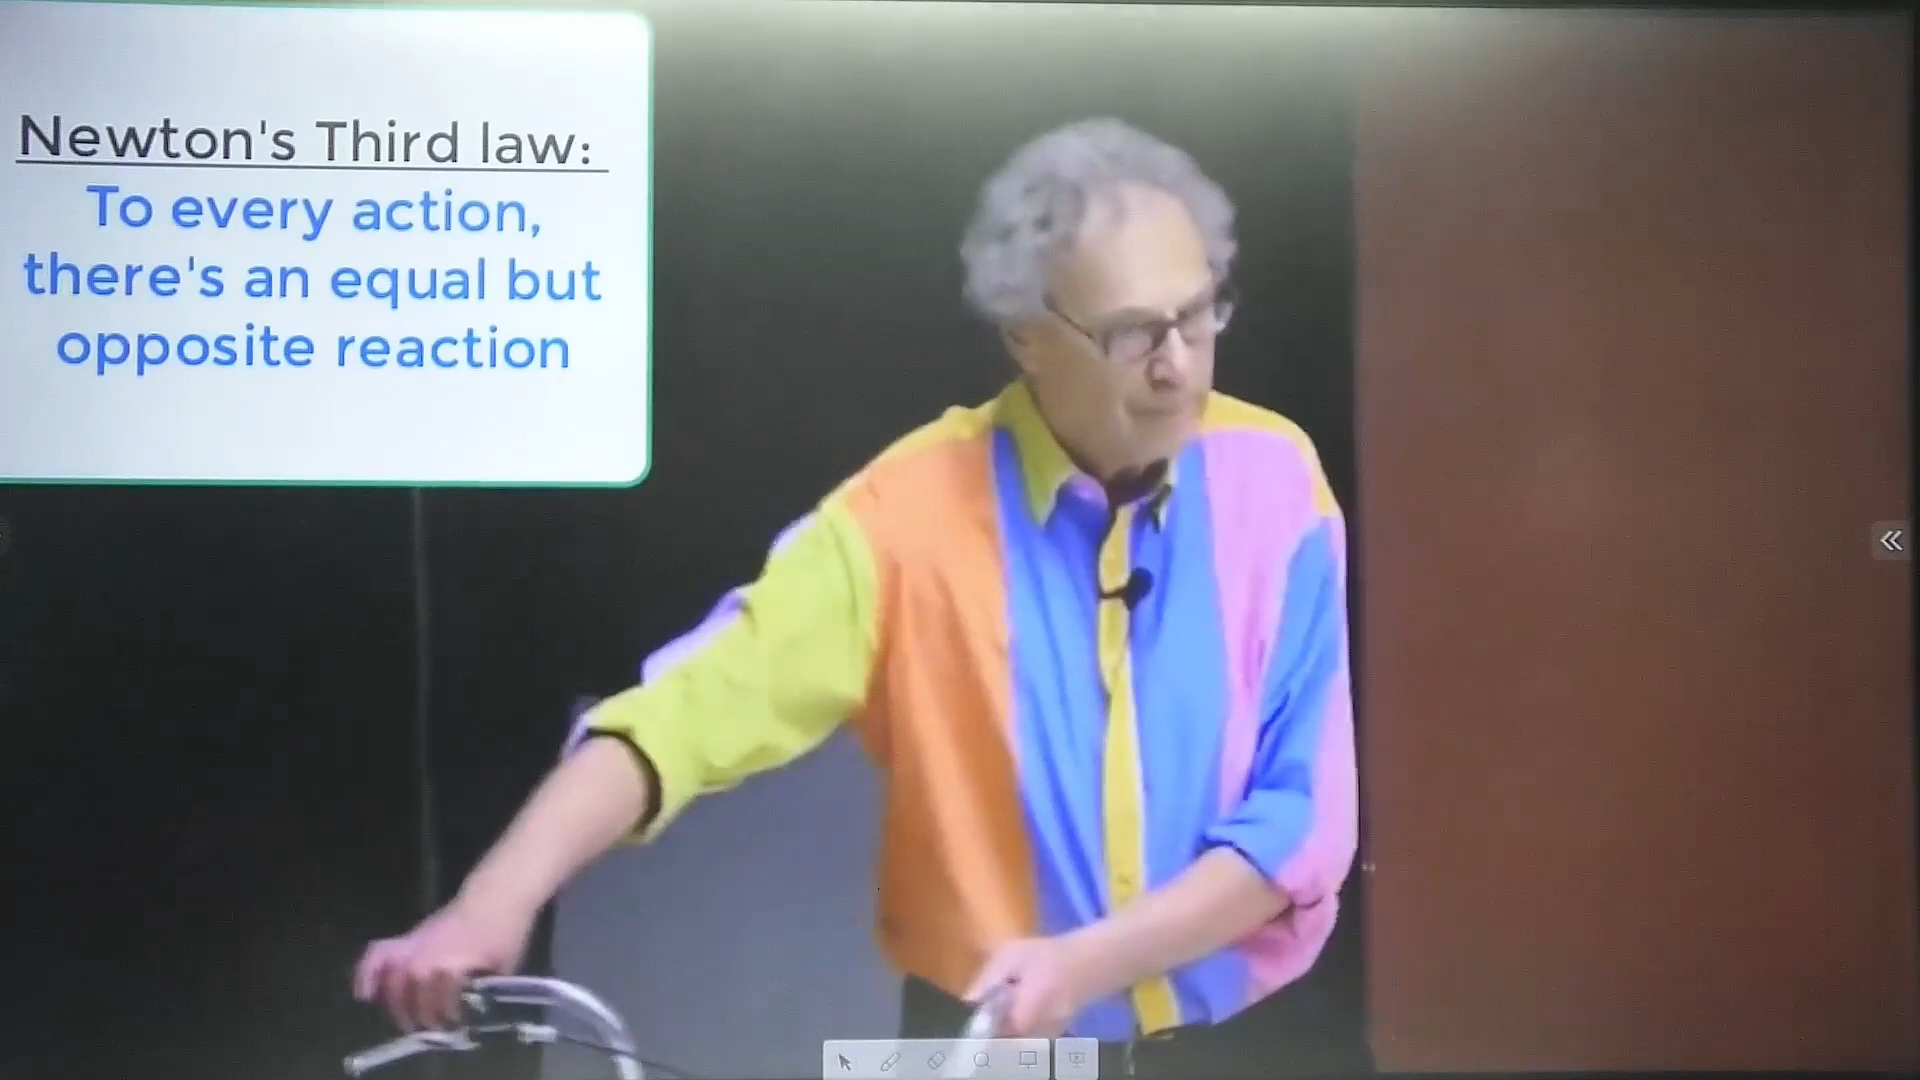 Newton's Third law:
To every action,
there's an equal but
opposite reaction